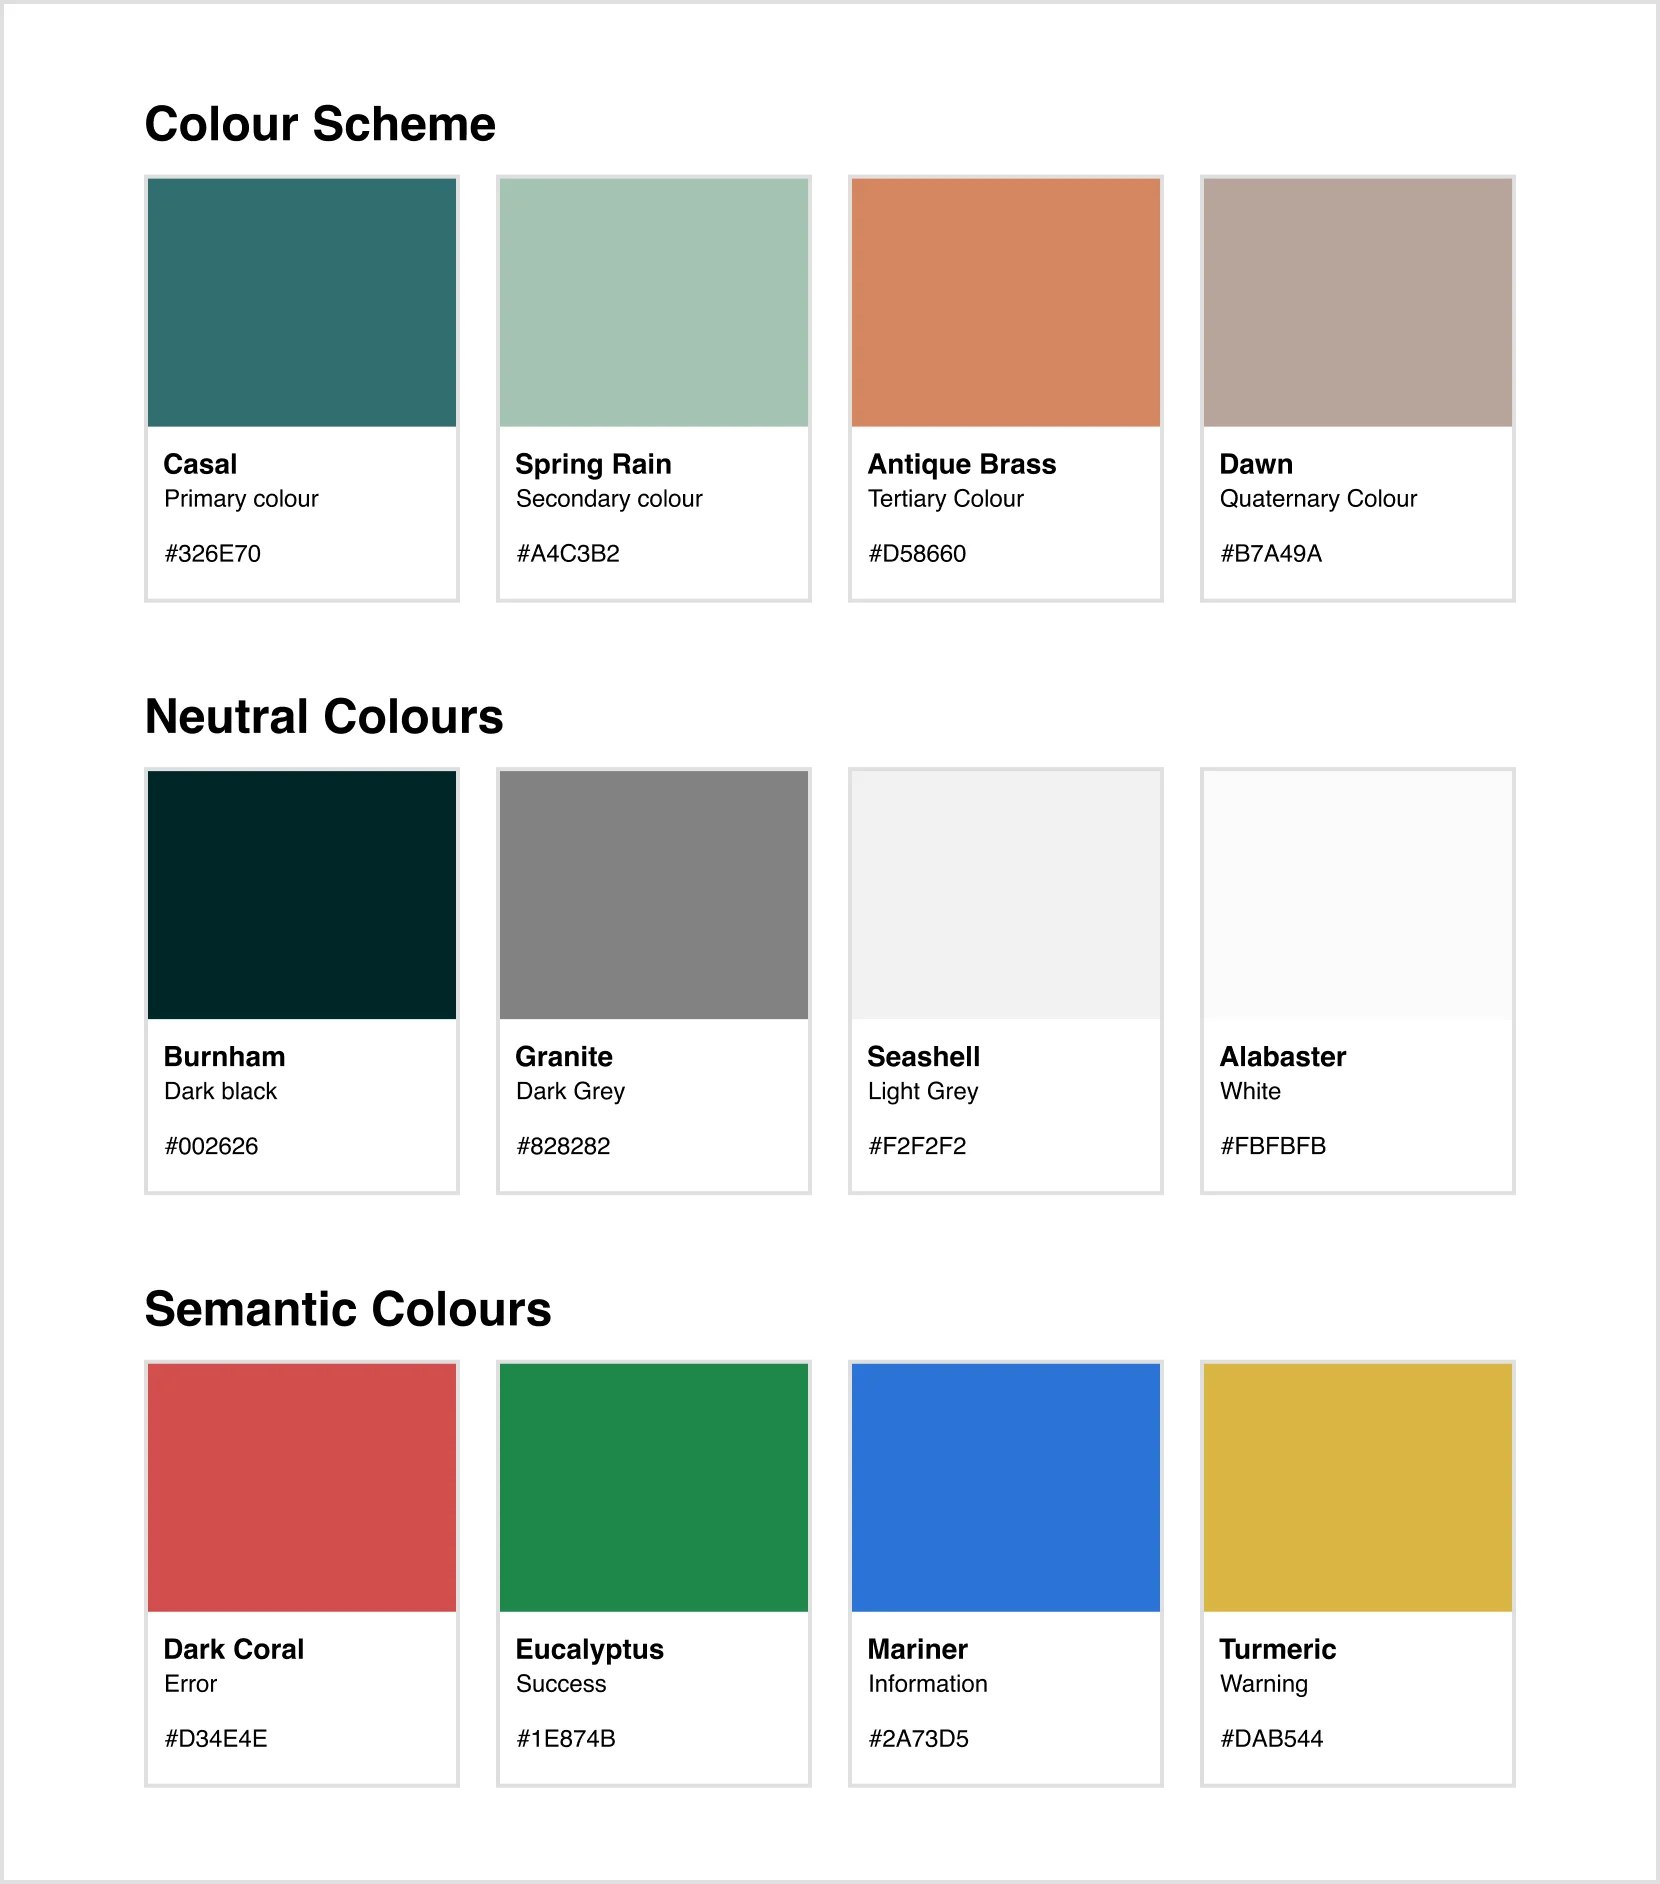 Colour Scheme
Casal
Primary colour
#326E70
Spring Rain
Secondary colour
#A4C3B2
Antique Brass
Tertiary Colour
#D58660
Dawn
Quaternary Colour
#B7A49A
Neutral Colours
Burnham
Dark black
#002626
Granite
Dark Grey
#828282
Seashell
Light Grey
#F2F2F2
Alabaster
White
#FBFBFB
Semantic Colours
Dark Coral
Error
#D34E4E
Eucalyptus
Success
#1E874B
Mariner
Information
#2A73D5
Turmeric
Warning
#DAB544